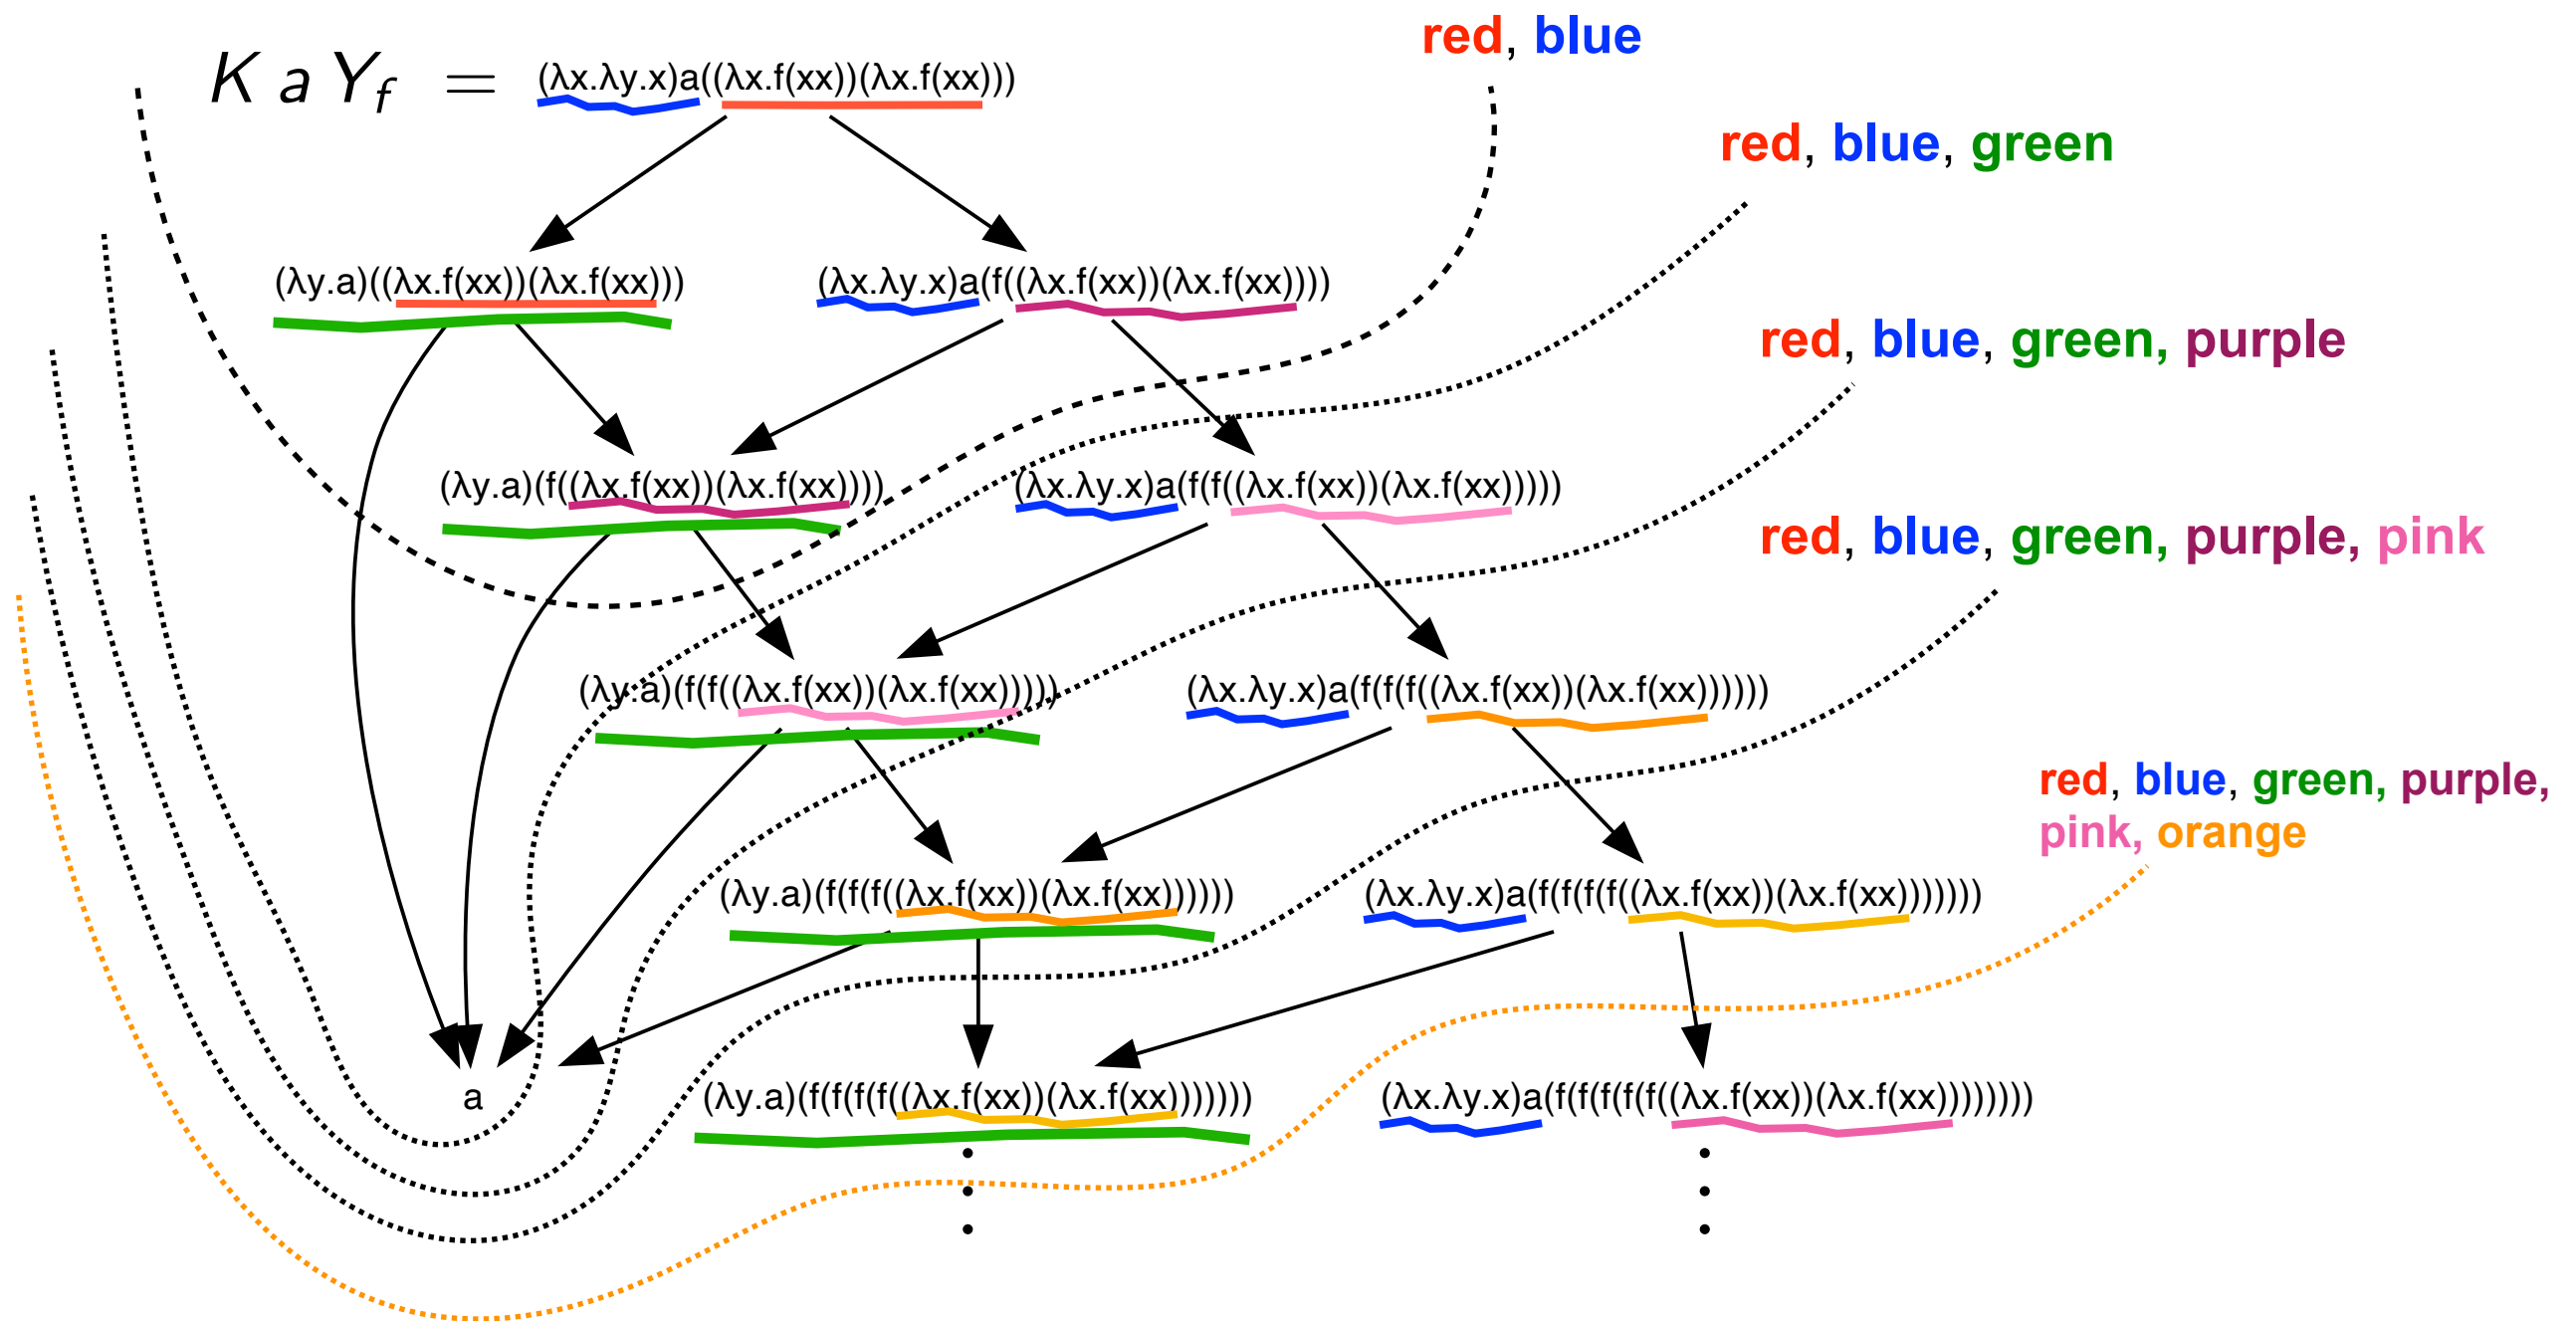 red, blue
K a Y_f = (λx.λy.x)a((λx.f(xx))(λx.f(xx)))
red, blue, green
(λy.a)((λx.f(xx))(λx.f(xx))) (λx.λy.x)a(f((λx.f(xx))(λx.f(xx))))
red, blue, green, purple
(λy.a)(f((λx.f(xx))(λx.f(xx)))) (λx.λy.x)a(f(f((λx.f(xx))(λx.f(xx)))))
red, blue, green, purple, pink
(λy.a)(f(f((λx.f(xx))(λx.f(xx))))) (λx.λy.x)a(f(f(f((λx.f(xx))(λx.f(xx))))))
red, blue, green, purple,
pink, orange
(λy.a)(f(f(f((λx.f(xx))(λx.f(xx)))))) (λx.λy.x)a(f(f(f(f((λx.f(xx))(λx.f(xx)))))))
a (λy.a)(f(f(f(f((λx.f(xx))(λx.f(xx))))))) (λx.λy.x)a(f(f(f(f(f((λx.f(xx))(λx.f(xx))))))))